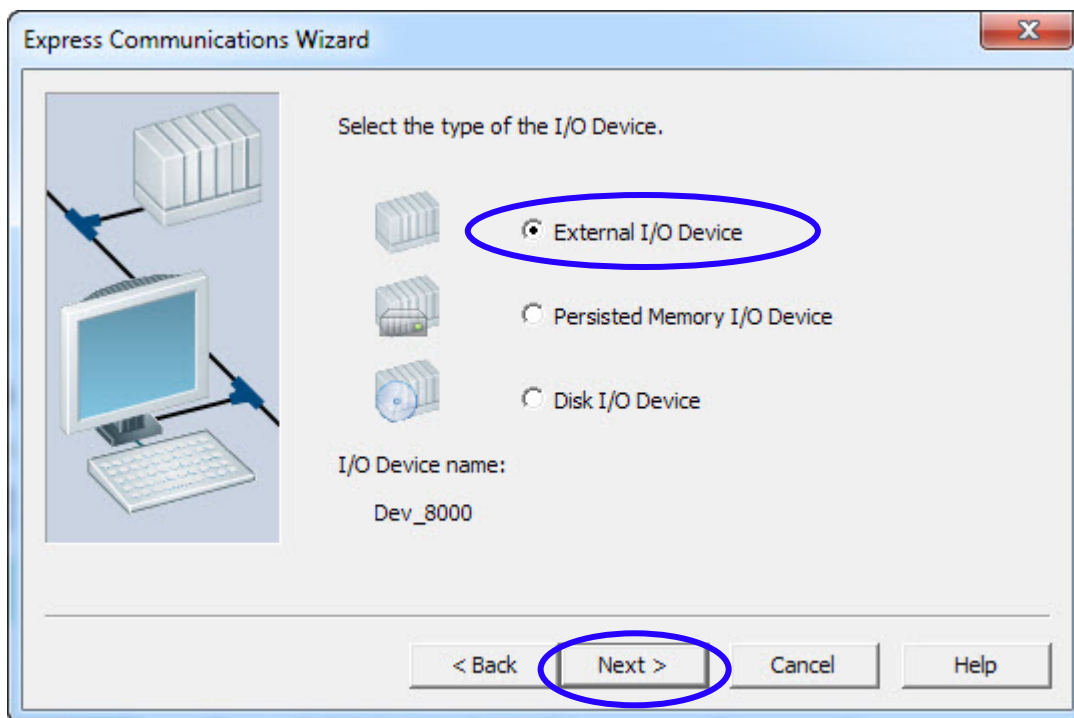 Express Communications Wizard
Select the type of the I/O Device.
External I/O Device
Persisted Memory I/O Device
Disk I/O Device
I/O Device name:
Dev_8000
< Back Next > Cancel Help